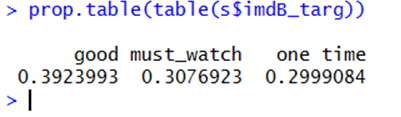 > prop.table(table(s$imdB_targ))
good must_watch one time
0.3923993 0.3076923 0.2999084
>